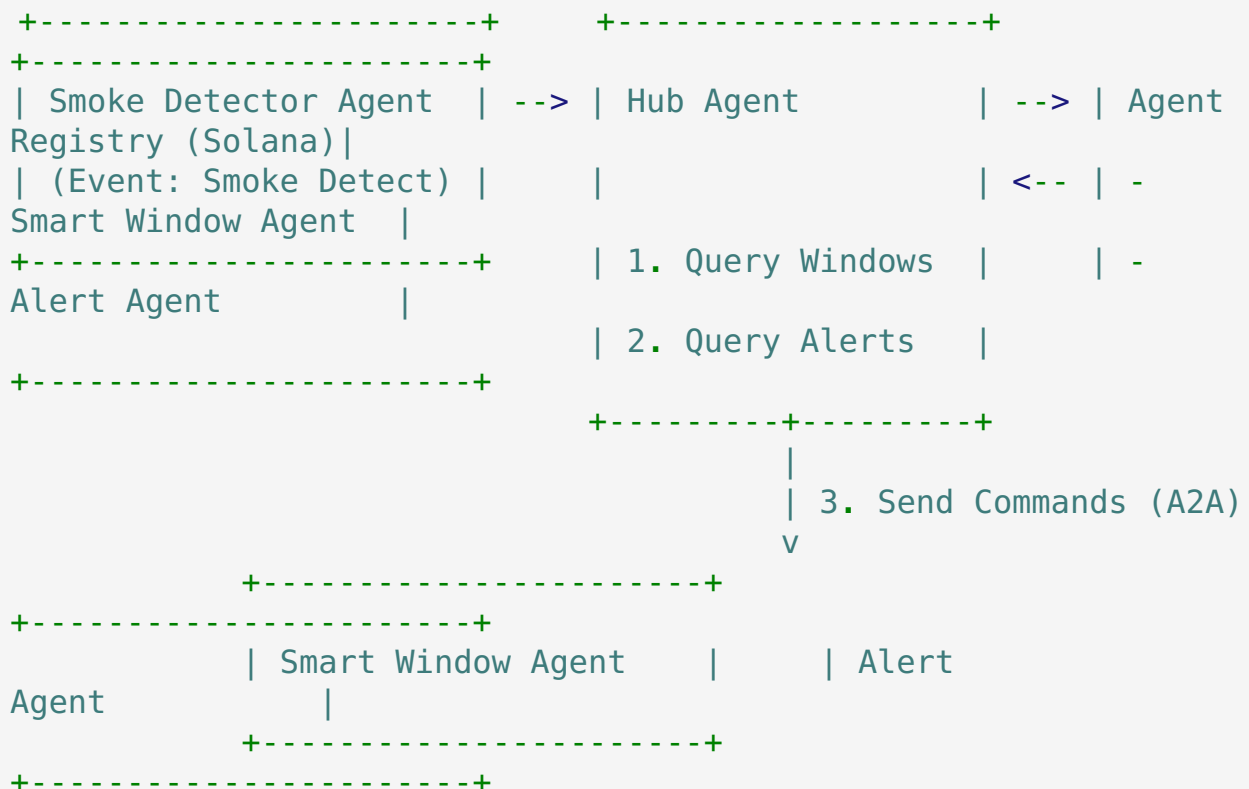 +-----------------------+     +-------------------+
+-----------------------+
| Smoke Detector Agent  | --> | Hub Agent         | --> | Agent
Registry (Solana)|
| (Event: Smoke Detect) |     |                   | <-- | -
Smart Window Agent  |
+-----------------------+     | 1. Query Windows  |     | -
Alert Agent         |
                              | 2. Query Alerts   |
+-----------------------+
                              +---------+---------+
                                        |
                                        | 3. Send Commands (A2A)
                                        v
            +-----------------------+
+-----------------------+
            | Smart Window Agent    |     | Alert
Agent           |
            +-----------------------+
+-----------------------+